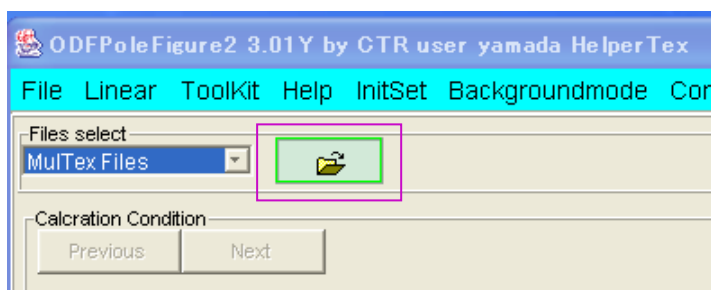 ODFPoleFigure2 3.01Y by CTR user yamada HelperTex
File Linear ToolKit Help InitSet Backgroundmode Con
Files select
MulTex Files
Calcration Condition
Previous Next